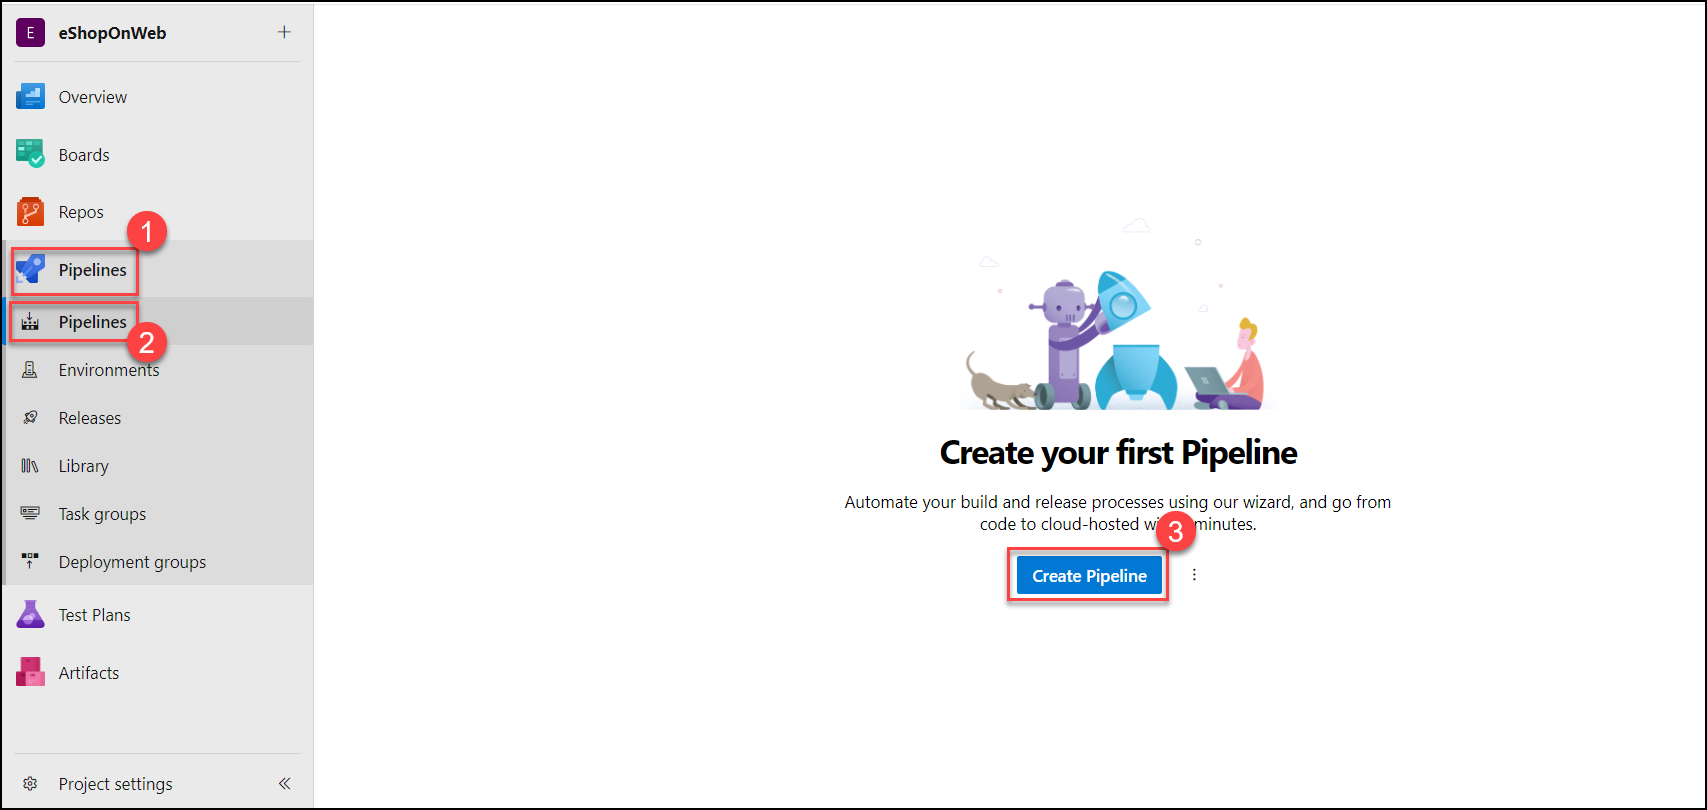 E eShopOnWeb +
Overview
Boards
Repos
1
Pipelines
Pipelines
2
Environments
Releases
Library
Task groups
Deployment groups
Test Plans
Artifacts
Project settings
Create your first Pipeline
Automate your build and release processes using our wizard, and go from
code to cloud-hosted minutes.
3
Create Pipeline